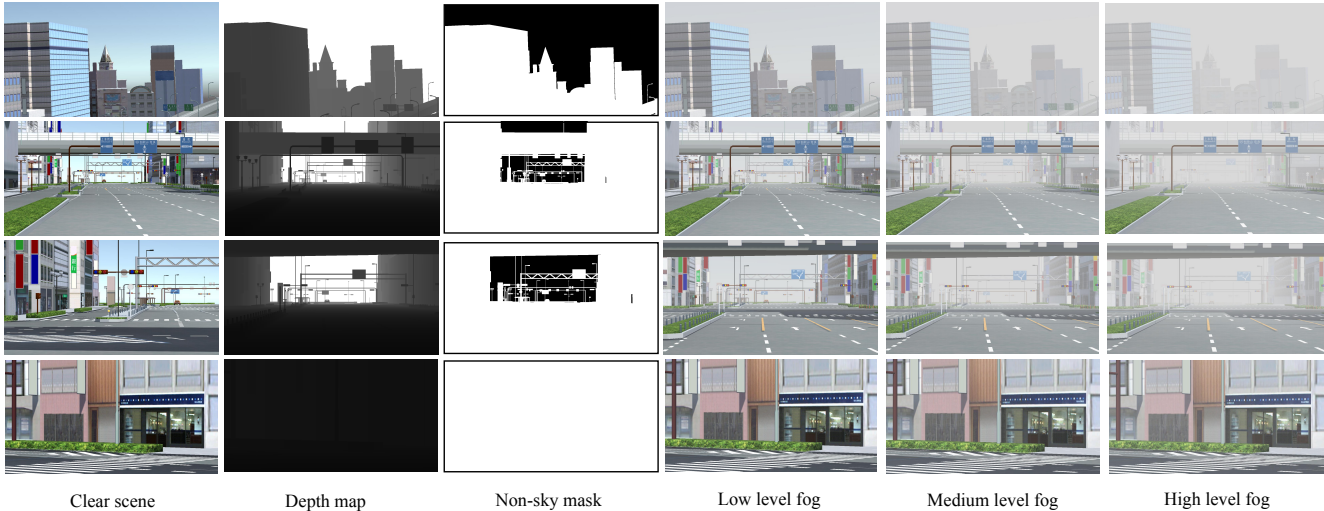 Clear scene
Depth map
Non-sky mask
Low level fog
Medium level fog
High level fog